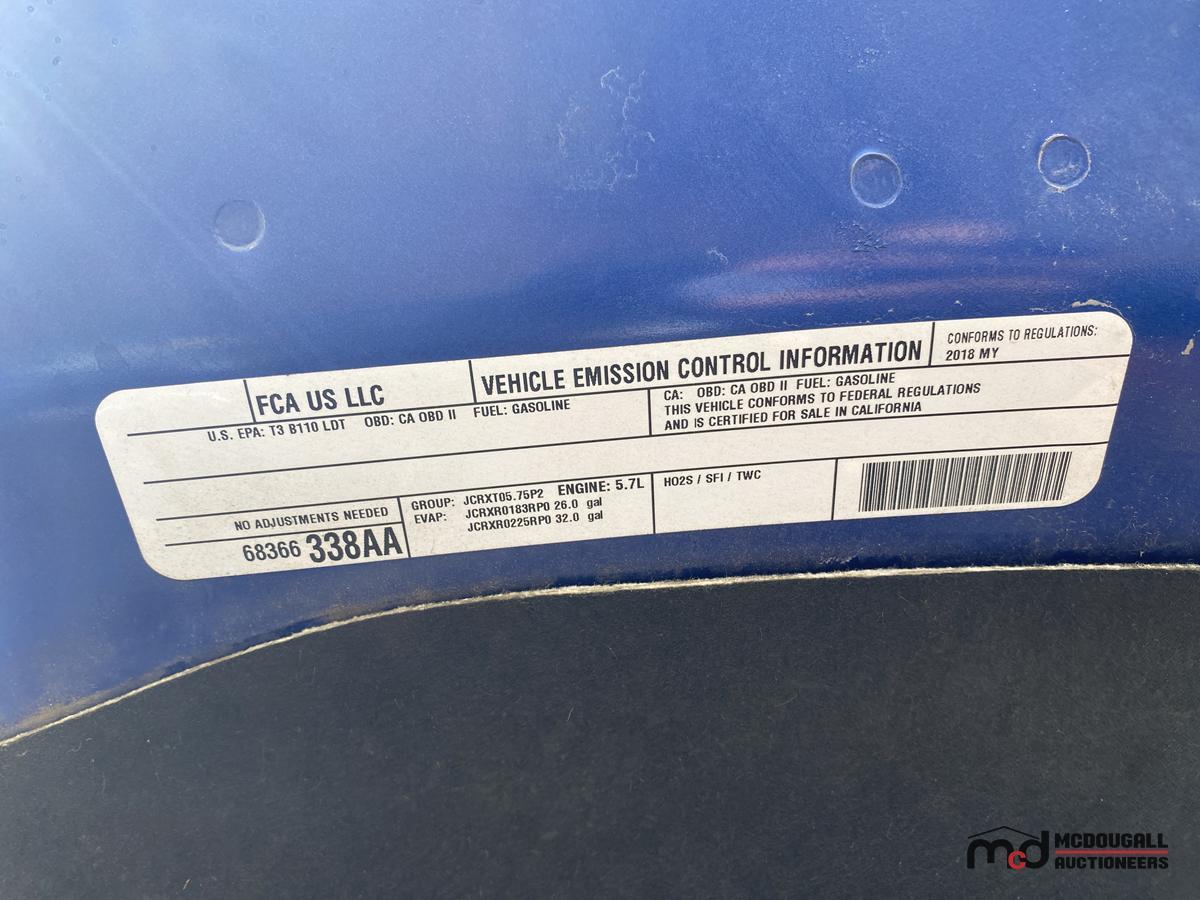 FCA US LLC
VEHICLE EMISSION CONTROL INFORMATION
CONFORMS TO REGULATIONS:
2018 MY
U.S. EPA: T3 B110 LDT OBD: CA OBD II FUEL: GASOLINE
CA: OBD: CA OBD II FUEL: GASOLINE
THIS VEHICLE CONFORMS TO FEDERAL REGULATIONS
AND IS CERTIFIED FOR SALE IN CALIFORNIA
NO ADJUSTMENTS NEEDED
68366 338AA
GROUP: JCRXT05.75P2 ENGINE: 5.7L
EVAP: JCRXR0183RP0 26.0 gal
JCRXR0225RP0 32.0 gal
HO2S / SFI / TWC
mcd MCDOUGALL
AUCTIONEERS